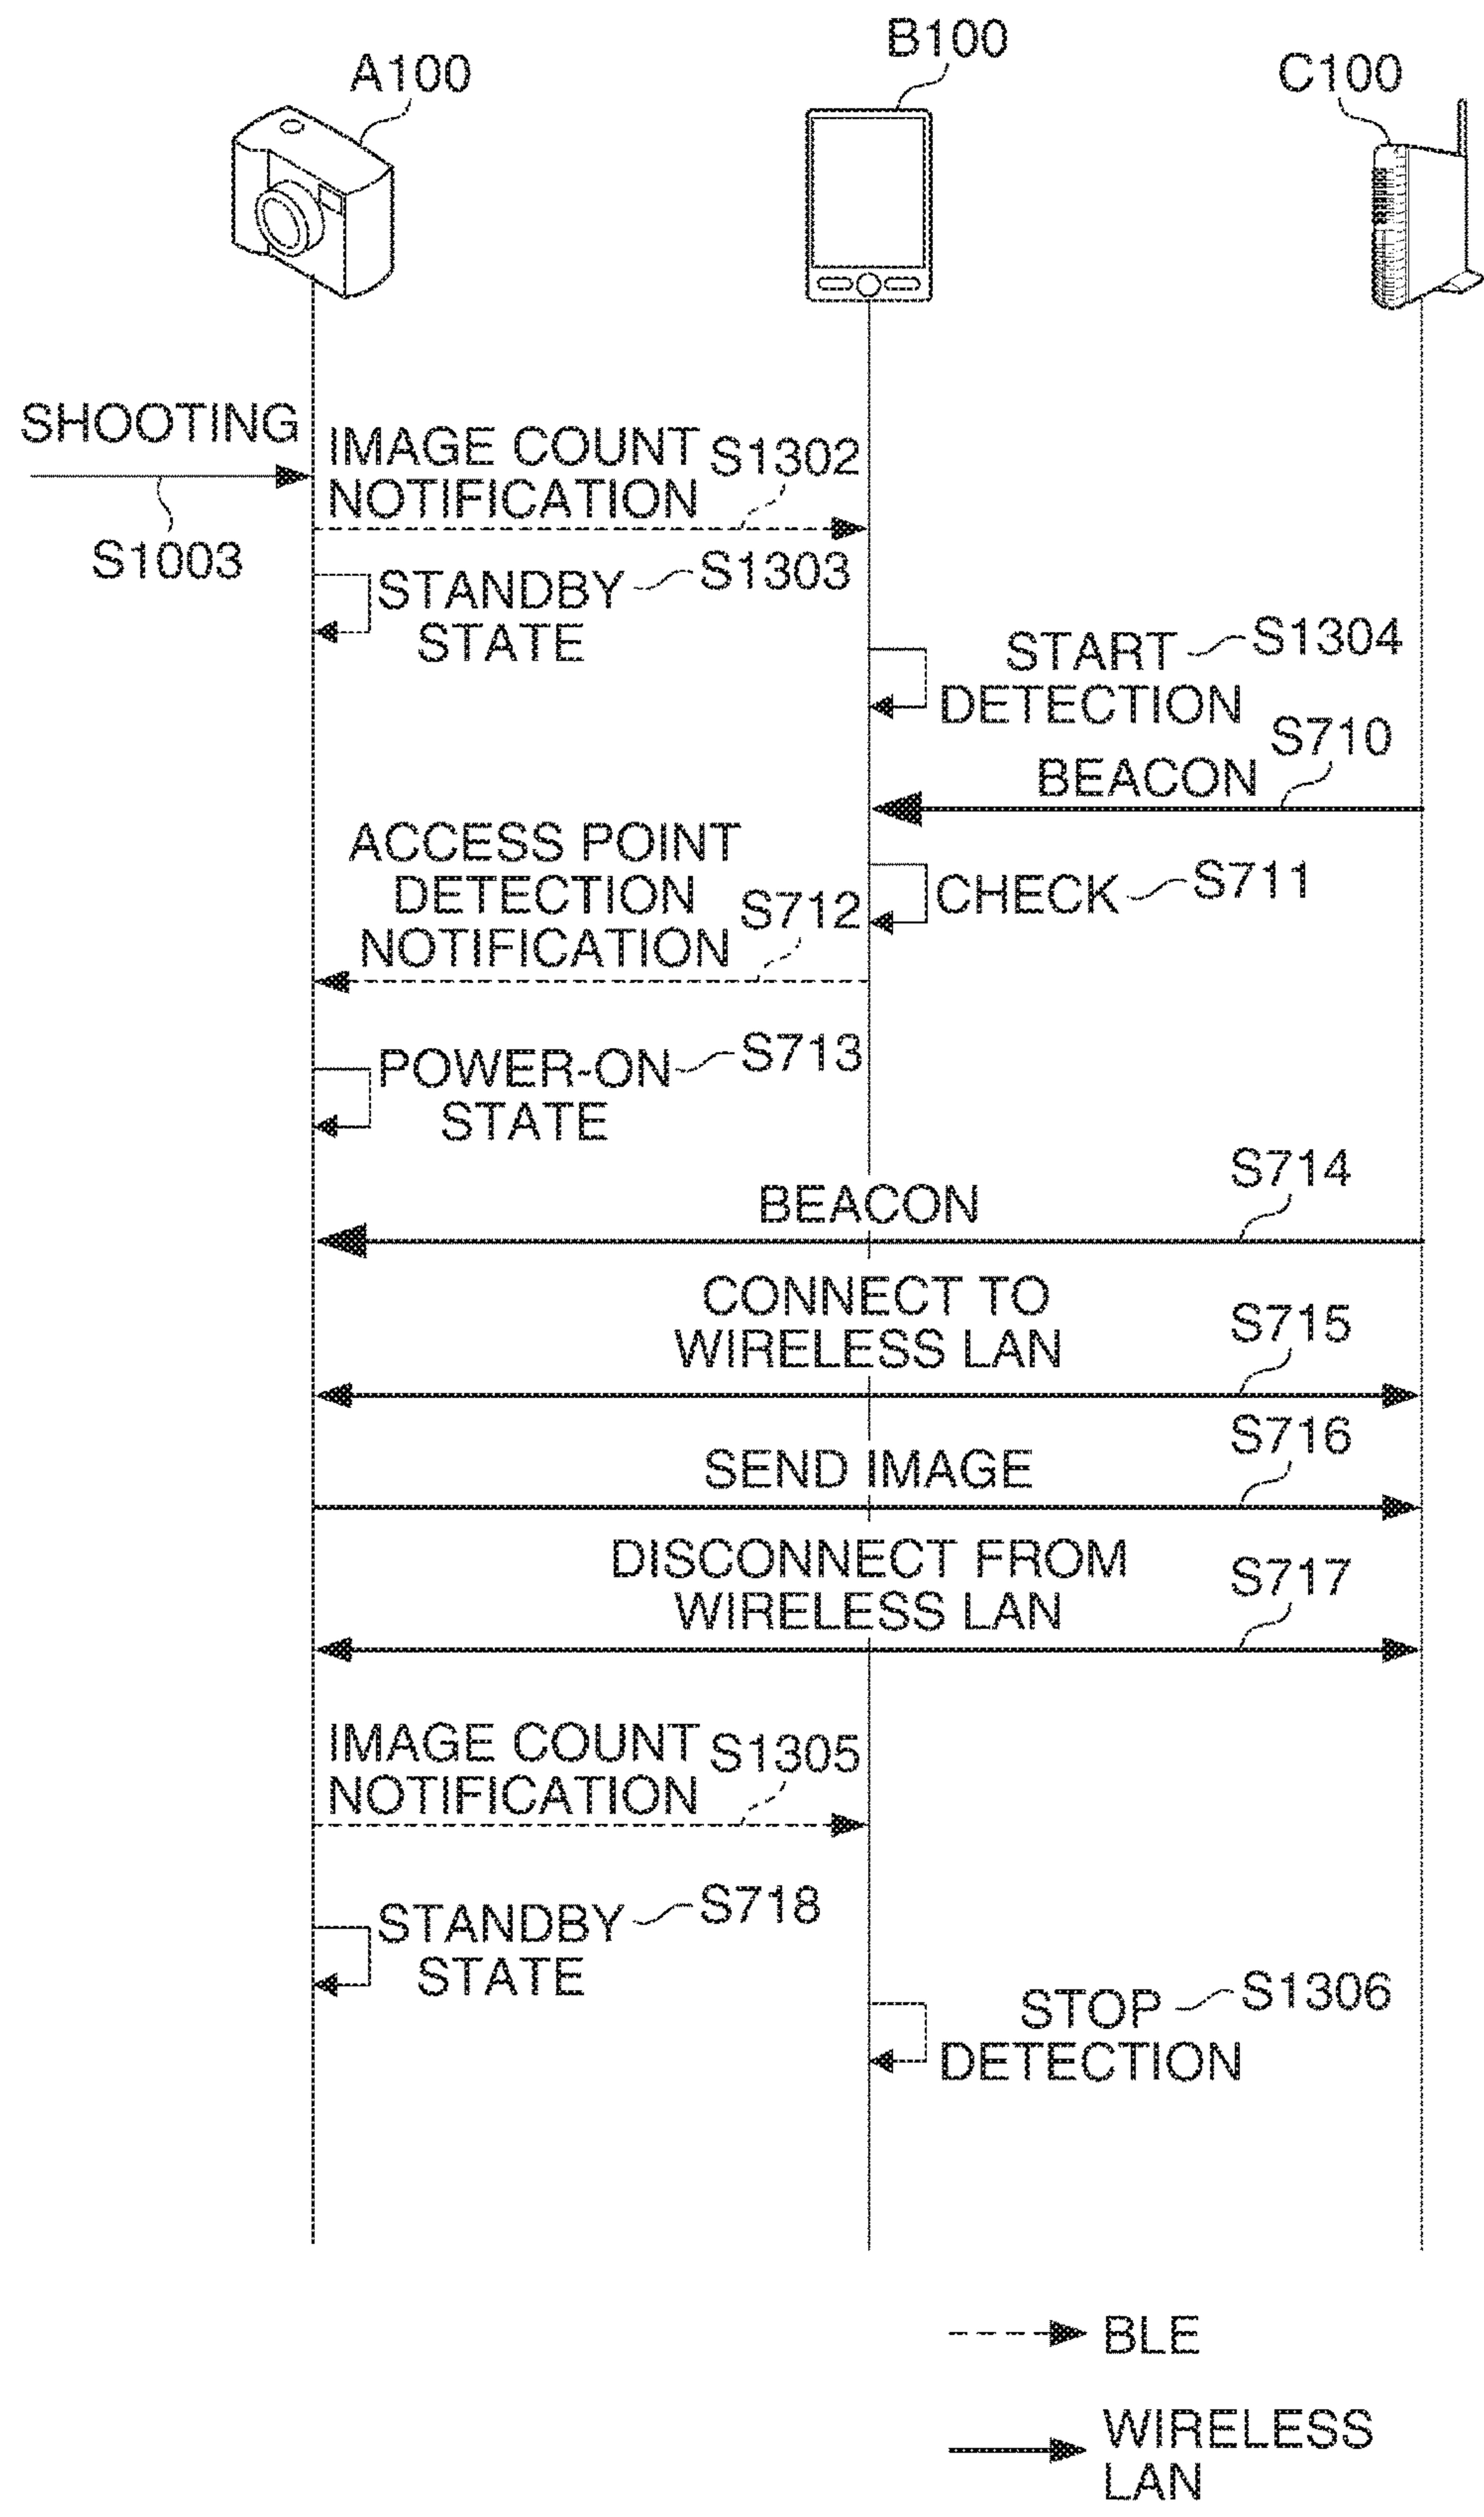 A100
B100
C100
SHOOTING
S1003
IMAGE COUNT
NOTIFICATION
S1302
STANDBY
STATE
S1303
START
DETECTION
S1304
S710
BEACON
ACCESS POINT
DETECTION
NOTIFICATION
S712
CHECK
S711
POWER-ON
STATE
S713
BEACON
S714
CONNECT TO
WIRELESS LAN
S715
SEND IMAGE
S716
DISCONNECT FROM
WIRELESS LAN
S717
IMAGE COUNT
NOTIFICATION
S1305
STANDBY
STATE
S718
STOP
DETECTION
S1306
BLE
WIRELESS
LAN